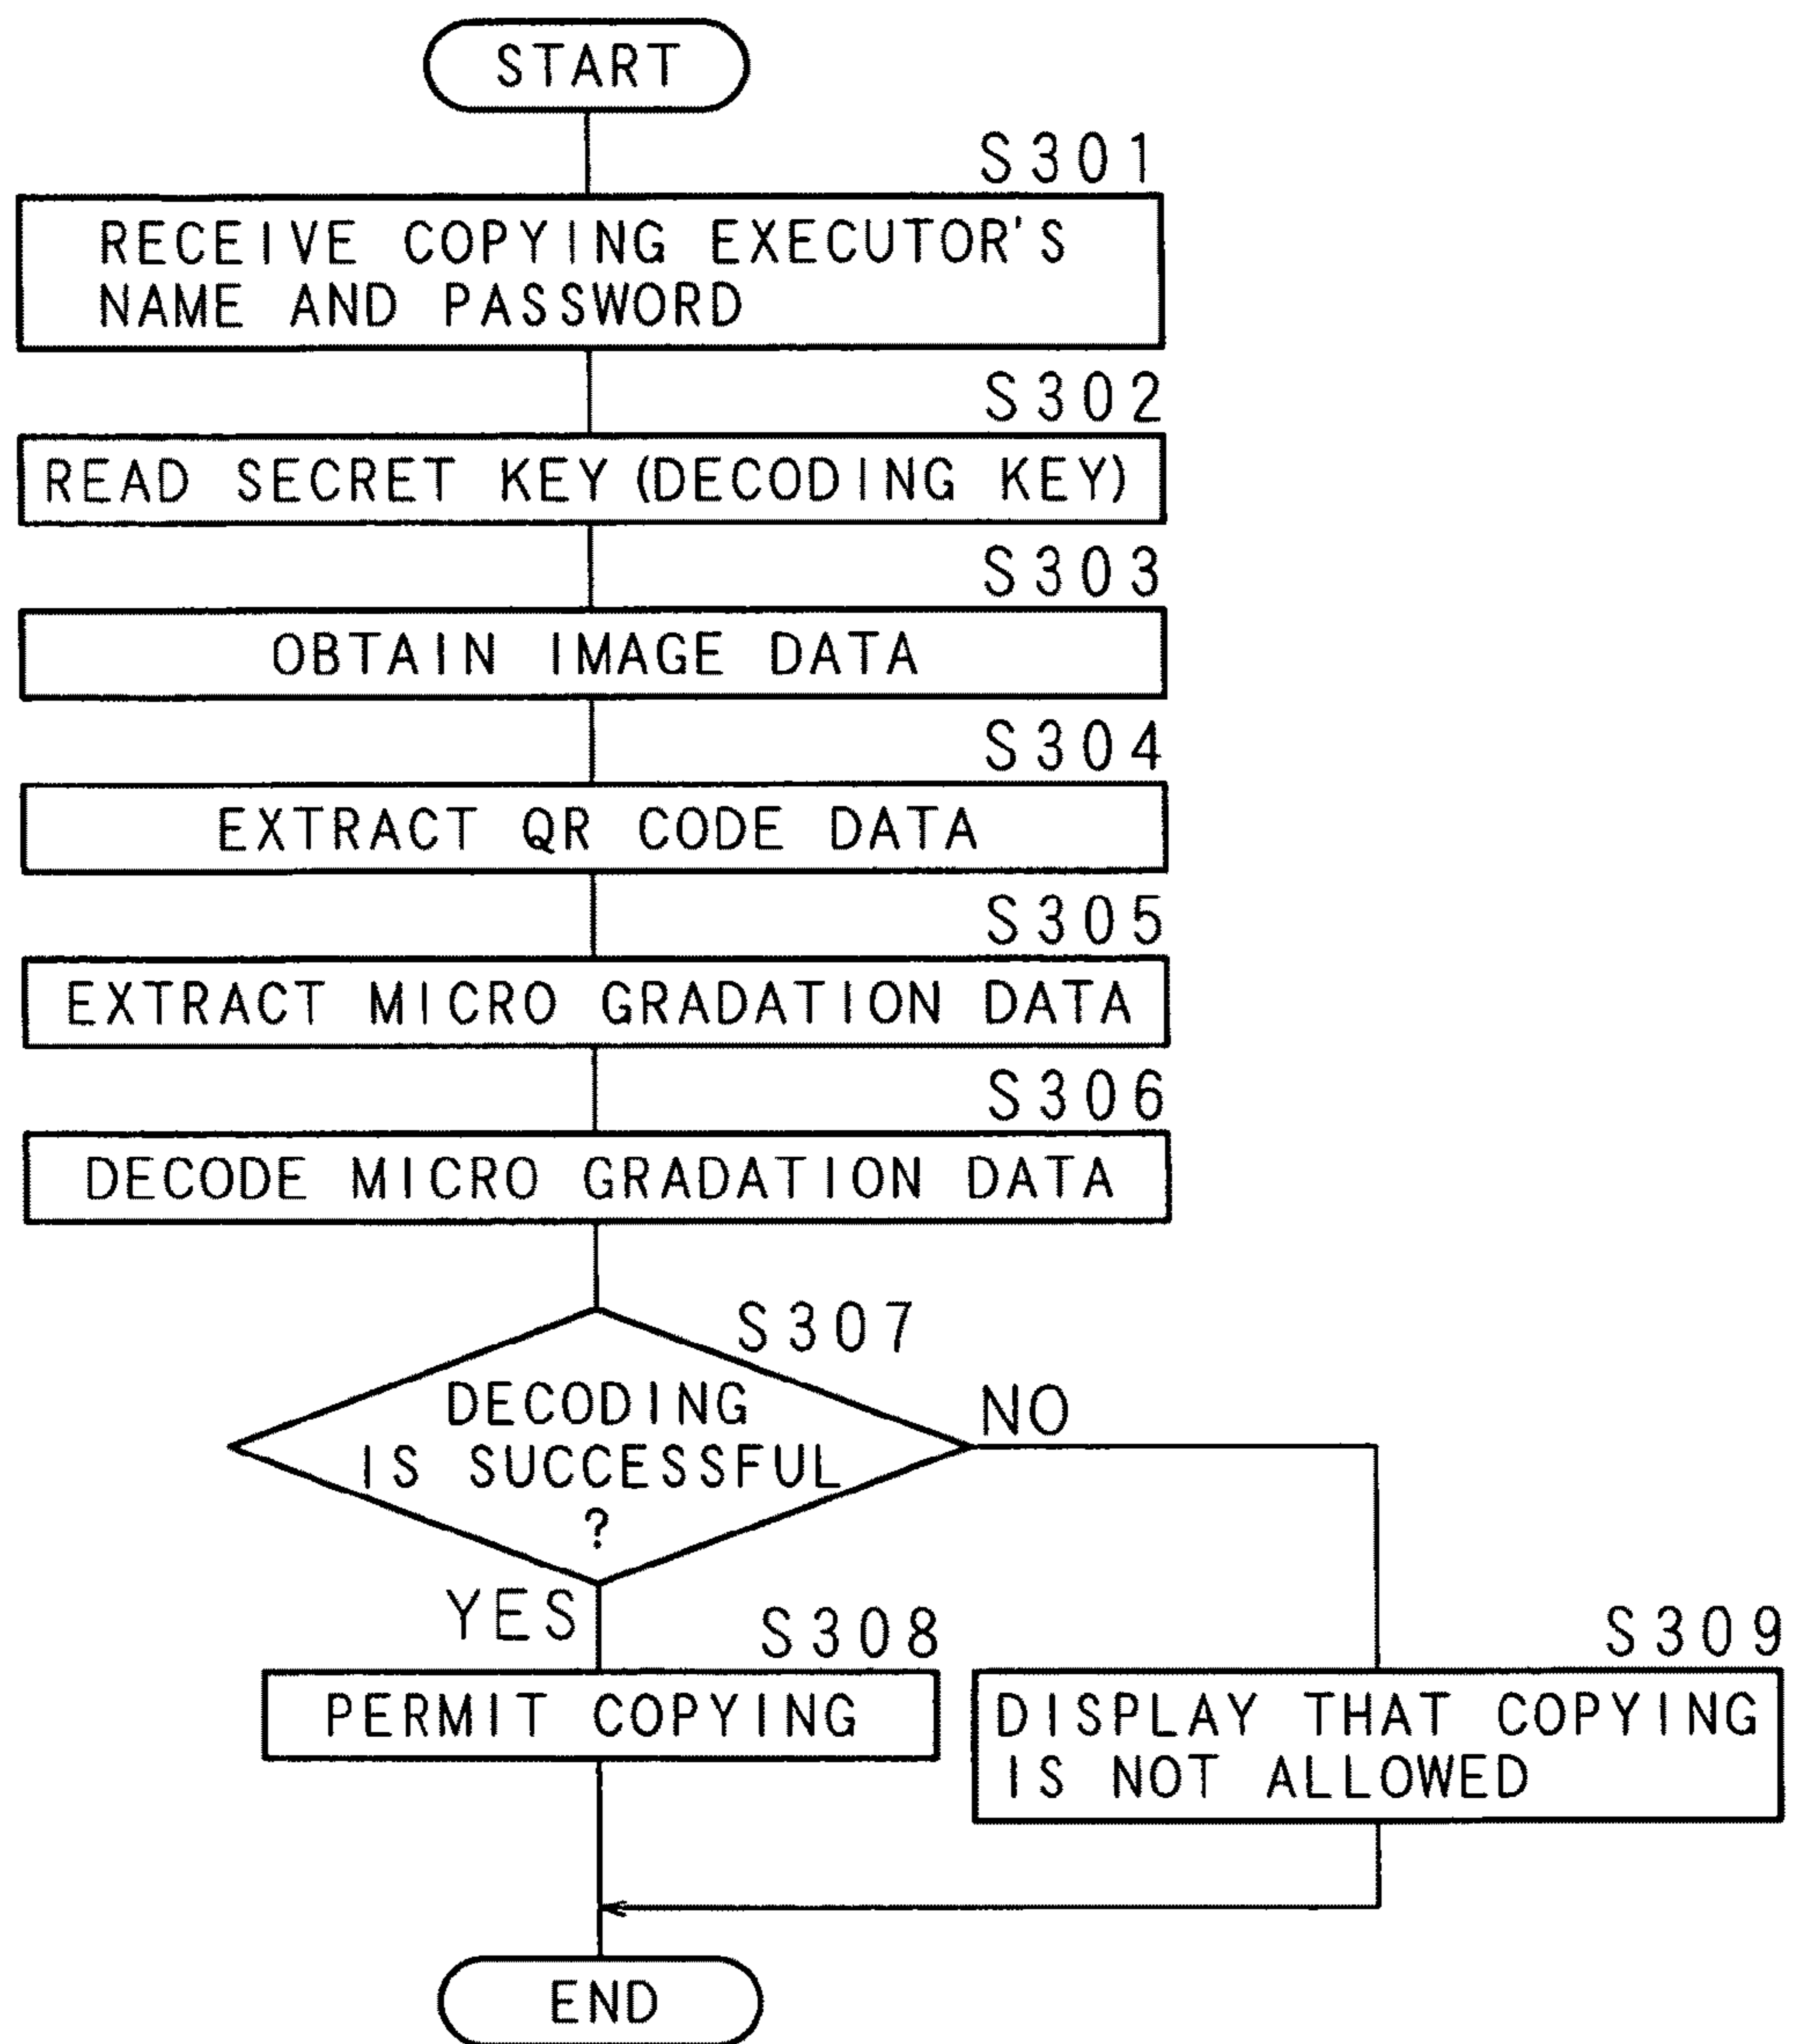 START
S301
RECEIVE COPYING EXECUTOR'S
NAME AND PASSWORD
S302
READ SECRET KEY (DECODING KEY)
S303
OBTAIN IMAGE DATA
S304
EXTRACT QR CODE DATA
S305
EXTRACT MICRO GRADATION DATA
S306
DECODE MICRO GRADATION DATA
S307
DECODING
IS SUCCESSFUL
?
NO
YES
S308
PERMIT COPYING
S309
DISPLAY THAT COPYING
IS NOT ALLOWED
END